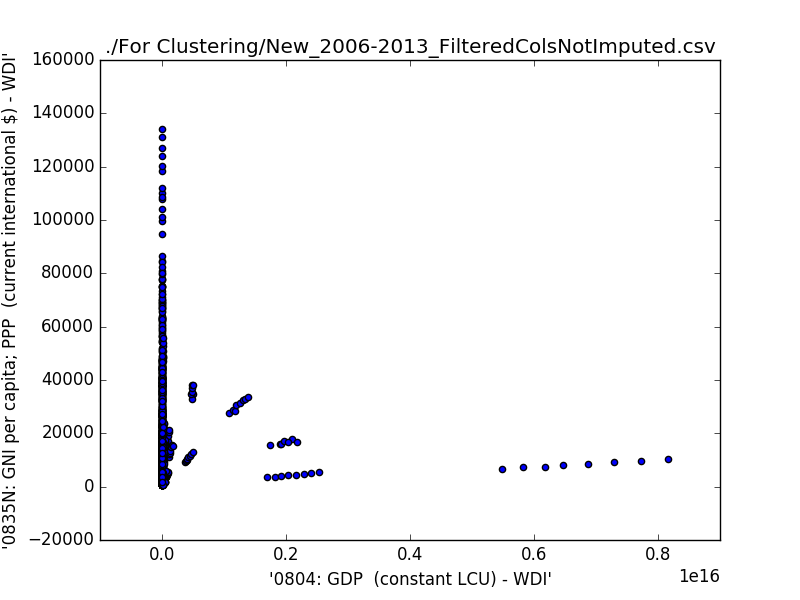 ./For Clustering/New_2006-2013_FilteredColsNotImputed.csv
160000
140000
120000
100000
80000
60000
40000
20000
0
−20000
'0835N: GNI per capita; PPP  (current international $) - WDI'
0.0 0.2 0.4 0.6 0.8
1e16
'0804: GDP  (constant LCU) - WDI'